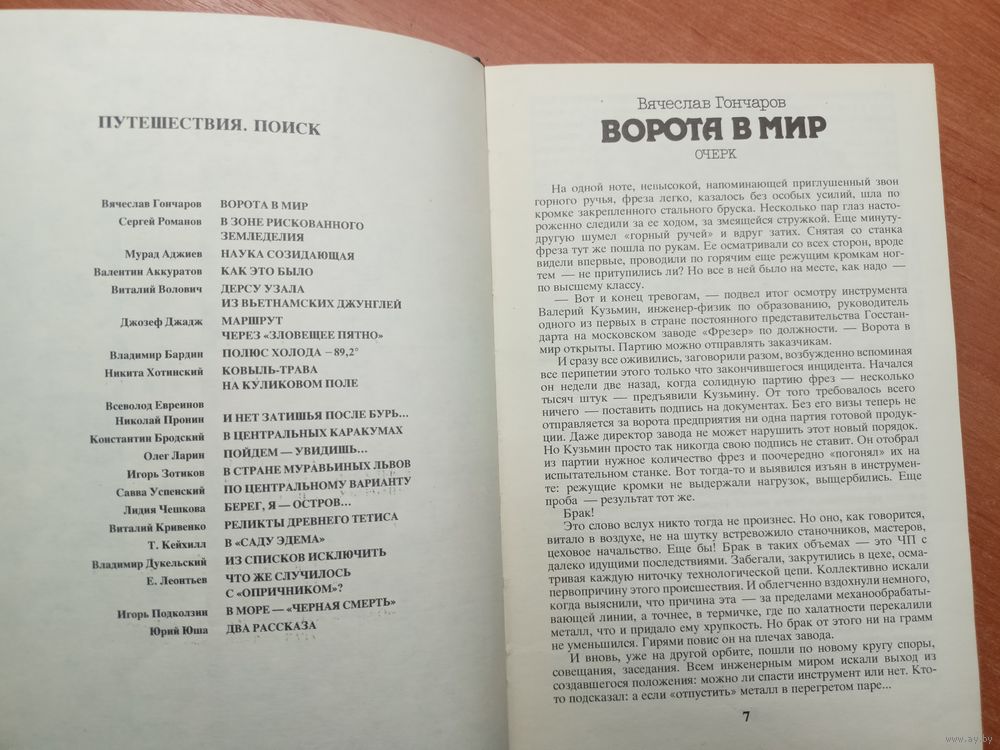 ПУТЕШЕСТВИЯ. ПОИСК
Вячеслав Гончаров ВОРОТА В МИР
Сергей Романов В ЗОНЕ РИСКОВАННОГО
ЗЕМЛЕДЕЛИЯ
Мурад Аджиев НАУКА СОЗИДАЮЩАЯ
Валентин Аккуратов КАК ЭТО БЫЛО
Виталий Волович ДЕРСУ УЗАЛА
ИЗ ВЬЕТНАМСКИХ ДЖУНГЛЕЙ
Джозеф Джадж МАРШРУТ
ЧЕРЕЗ «ЗЛОВЕЩЕЕ ПЯТНО»
Владимир Бардин ПОЛЮС ХОЛОДА –89,2°
Никита Хотинский КОВЫЛЬ-ТРАВА
НА КУЛИКОВОМ ПОЛЕ
Всеволод Евреинов
Николай Пронин И НЕТ ЗАТИШЬЯ ПОСЛЕ БУРЬ...
Константин Бродский В ЦЕНТРАЛЬНЫХ КАРАКУМАХ
Олег Ларин ПОЙДЕМ — УВИДИШЬ...
Игорь Зотиков В СТРАНЕ МУРАВЬИНЫХ ЛЬВОВ
Савва Успенский ПО ЦЕНТРАЛЬНОМУ ВАРИАНТУ
Лидия Чешкова БЕРЕГ, Я — ОСТРОВ...
Виталий Кривенко РЕЛИКТЫ ДРЕВНЕГО ТЕТИСА
Т. Кейхилл В «САДУ ЭДЕМА»
Владимир Дукельский ИЗ СПИСКОВ ИСКЛЮЧИТЬ
Е. Леонтьев ЧТО ЖЕ СЛУЧИЛОСЬ
С «ОПРИЧНИКОМ»?
Игорь Подколзин В МОРЕ — «ЧЕРНАЯ СМЕРТЬ»
Юрий Юша ДВА РАССКАЗА
Вячеслав Гончаров
ВОРОТА В МИР
ОЧЕРК
На одной ноте, невысокой, напоминающей приглушенный звон
горного ручья, фреза легко, казалось без особых усилий, шла по
кромке закрепленного стального бруска. Несколько пар глаз насто-
роженно следили за ее ходом, за змеящейся стружкой. Еще минуту-
другую шумел «горный ручей» и вдруг затих. Снятая со станка
фреза тут же пошла по рукам. Ее осматривали со всех сторон, вроде
видели впервые, проводили по горячим еще режущим кромкам ног-
тем — не притупились ли? Но все в ней было на месте, как надо —
по высшему классу.
— Вот и конец тревогам, — подвел итог осмотру инструмента
Валерий Кузьмин, инженер-физик по образованию, руководитель
одного из первых в стране постоянного представительства Госстан-
дарта на московском заводе «Фрезер» по должности. — Ворота в
мир открыты. Партию можно отправлять заказчикам.
И сразу все оживились, заговорили разом, возбужденно вспоминая
все перипетии этого только что закончившегося инцидента. Начался
он недели две назад, когда солидную партию фрез — несколько
тысяч штук — предъявили Кузьмину. От того требовалось всего
ничего — поставить подпись на документах. Без его визы теперь не
отправляется за ворота предприятия ни одна партия готовой продук-
ции. Даже директор завода не может нарушить этот новый порядок.
Но Кузьмин просто так никогда свою подпись не ставит. Он отобрал
из партии нужное количество фрез и поочередно «погонял» их на
испытательном станке. Вот тогда-то и выявился изъян в инструмен-
те: режущие кромки не выдержали нагрузок, выщербились. Еще
проба — результат тот же.
Брак!
Это слово вслух никто тогда не произнес. Но оно, как говорится,
витало в воздухе, не на шутку встревожило станочников, мастеров,
цеховое начальство. Еще бы! Брак в таких объемах — это ЧП с
далеко идущими последствиями. Забегали, закрутились в цехе, осма-
тривая каждую ниточку технологической цепи. Коллективно искали
первопричину этого происшествия. И облегченно вздохнули немного,
когда выяснили, что причина эта — за пределами механообрабаты-
вающей линии, а точнее, в термичке, где по халатности перекалили
металл, что и придало ему хрупкость. Но брак от этого ни на грамм
не уменьшился. Гирями повис он на плечах завода.
И вновь, уже на другой орбите, пошли по новому кругу споры,
совещания, заседания. Всем инженерным миром искали выход из
создавшегося положения: можно ли спасти инструмент или нет. Кто-
то подсказал: а если «отпустить» металл в перегретом паре...
7
www.ay.by